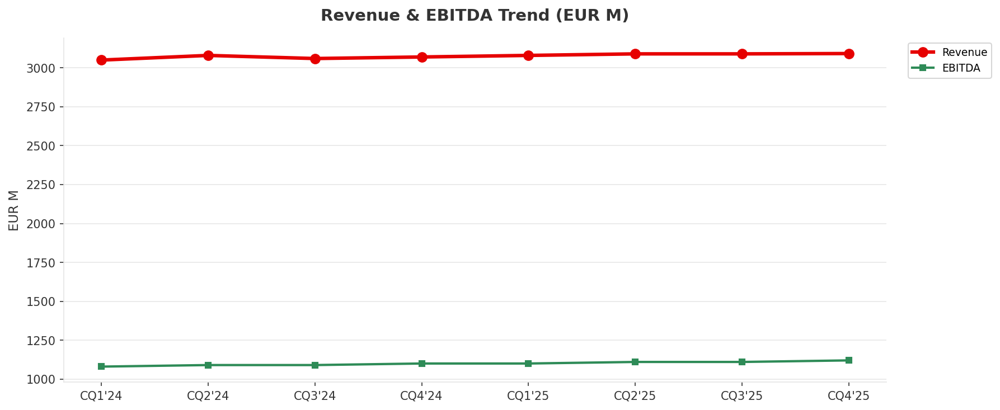 Revenue & EBITDA Trend (EUR M)
Revenue
EBITDA
EUR M
3000
2750
2500
2250
2000
1750
1500
1250
1000
CQ1'24 CQ2'24 CQ3'24 CQ4'24 CQ1'25 CQ2'25 CQ3'25 CQ4'25